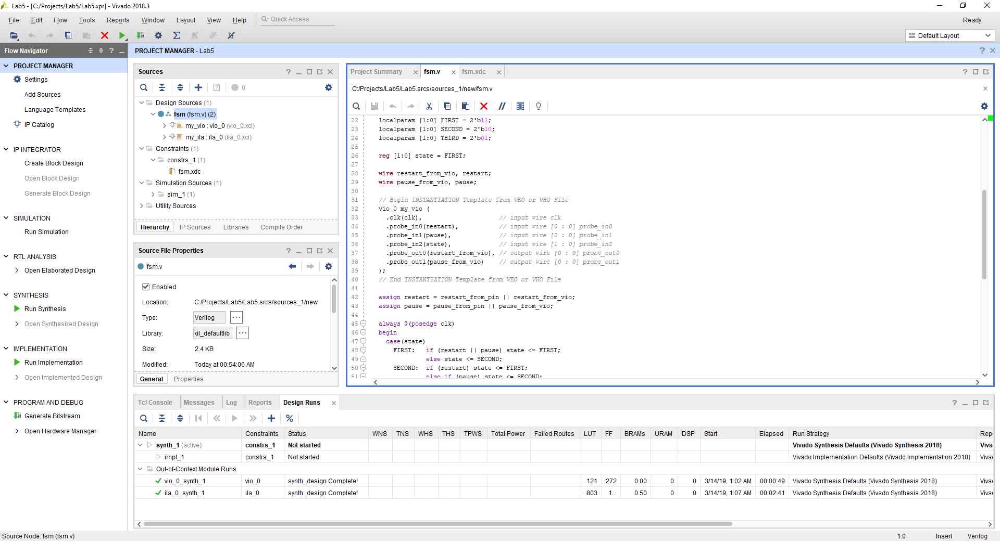 Lab5 - [C:/Projects/Lab5/Lab5.xpr] - Vivado 2018.3
File Edit Flow Tools Reports Window Layout View Help Quick Access Ready
Default Layout
Flow Navigator
PROJECT MANAGER
Settings
Add Sources
Language Templates
IP Catalog
IP INTEGRATOR
Create Block Design
Open Block Design
Generate Block Design
SIMULATION
Run Simulation
RTL ANALYSIS
Open Elaborated Design
SYNTHESIS
Run Synthesis
Open Synthesized Design
IMPLEMENTATION
Run Implementation
Open Implemented Design
PROGRAM AND DEBUG
Generate Bitstream
Open Hardware Manager
PROJECT MANAGER - Lab5
Sources
0
Design Sources (1)
fsm (fsm.v) (2)
my_vio : vio_0 (vio_0.xci)
my_ila : ila_0 (ila_0.xci)
Constraints (1)
constrs_1 (1)
fsm.xdc
Simulation Sources (1)
sim_1 (1)
Utility Sources
Hierarchy IP Sources Libraries Compile Order
Source File Properties
fsm.v
Enabled
Location: C:/Projects/Lab5/Lab5.srcs/sources_1/new
Type: Verilog
Library: xil_defaultlib
Size: 2.4 KB
Modified: Today at 00:54:06 AM
General Properties
Project Summary fsm.v fsm.xdc
C:/Projects/Lab5/Lab5.srcs/sources_1/new/fsm.v
22 localparam [1:0] FIRST = 2'b11;
23 localparam [1:0] SECOND = 2'b10;
24 localparam [1:0] THIRD = 2'b01;
25
26 reg [1:0] state = FIRST;
27
28 wire restart_from_vio, restart;
29 wire pause_from_vio, pause;
30
31 // Begin INSTANTIATION Template from VEO or VHO File
32 vio_0 my_vio (
33 .clk(clk), // input wire clk
34 .probe_in0(restart), // input wire [0 : 0] probe_in0
35 .probe_in1(pause), // input wire [0 : 0] probe_in1
36 .probe_in2(state), // input wire [1 : 0] probe_in2
37 .probe_out0(restart_from_vio), // output wire [0 : 0] probe_out0
38 .probe_out1(pause_from_vio) // output wire [0 : 0] probe_out1
39 );
40 // End INSTANTIATION Template from VEO or VHO File
41
42 assign restart = restart_from_pin || restart_from_vio;
43 assign pause = pause_from_pin || pause_from_vio;
44
45 always @(posedge clk)
46 begin
47 case(state)
48 FIRST: if (restart || pause) state <= FIRST;
49 else state <= SECOND;
50 SECOND: if (restart) state <= FIRST;
51 else if (pause) state <= SECOND;
Tcl Console Messages Log Reports Design Runs
Name Constraints Status WNS TNS WHS THS TPWS Total Power Failed Routes LUT FF BRAMs URAM DSP Start Elapsed Run Strategy Repo
synth_1 (active) constrs_1 Not started Vivado Synthesis Defaults (Vivado Synthesis 2018) Viva
impl_1 constrs_1 Not started Vivado Implementation Defaults (Vivado Implementation 2018) Vivac
Out-of-Context Module Runs
vio_0_synth_1 vio_0 synth_design Complete! 121 272 0.00 0 0 3/14/19, 1:02 AM 00:00:49 Vivado Synthesis Defaults (Vivado Synthesis 2018) Vivac
ila_0_synth_1 ila_0 synth_design Complete! 803 1... 0.50 0 0 3/14/19, 1:07 AM 00:02:41 Vivado Synthesis Defaults (Vivado Synthesis 2018) Vivac
Source Node: fsm (fsm.v) 1:0 Insert Verilog